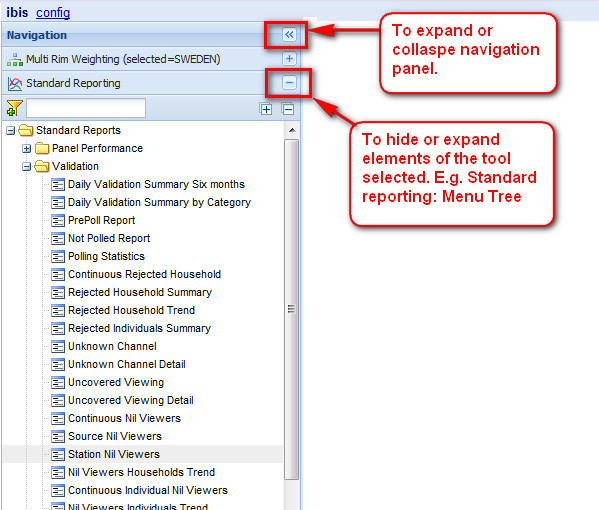 ibis config
Navigation
Multi Rim Weighting (selected=SWEDEN)
Standard Reporting
Standard Reports
Panel Performance
Validation
Daily Validation Summary Six months
Daily Validation Summary by Category
PrePoll Report
Not Polled Report
Polling Statistics
Continuous Rejected Household
Rejected Household Summary
Rejected Household Trend
Rejected Individuals Summary
Unknown Channel
Unknown Channel Detail
Uncovered Viewing
Uncovered Viewing Detail
Continuous Nil Viewers
Source Nil Viewers
Station Nil Viewers
Nil Viewers Households Trend
Continuous Individual Nil Viewers
Nil Viewers Individuals Trend
To expand or
collaspe navigation
panel.
To hide or expand
elements of the tool
selected. E.g. Standard
reporting: Menu Tree